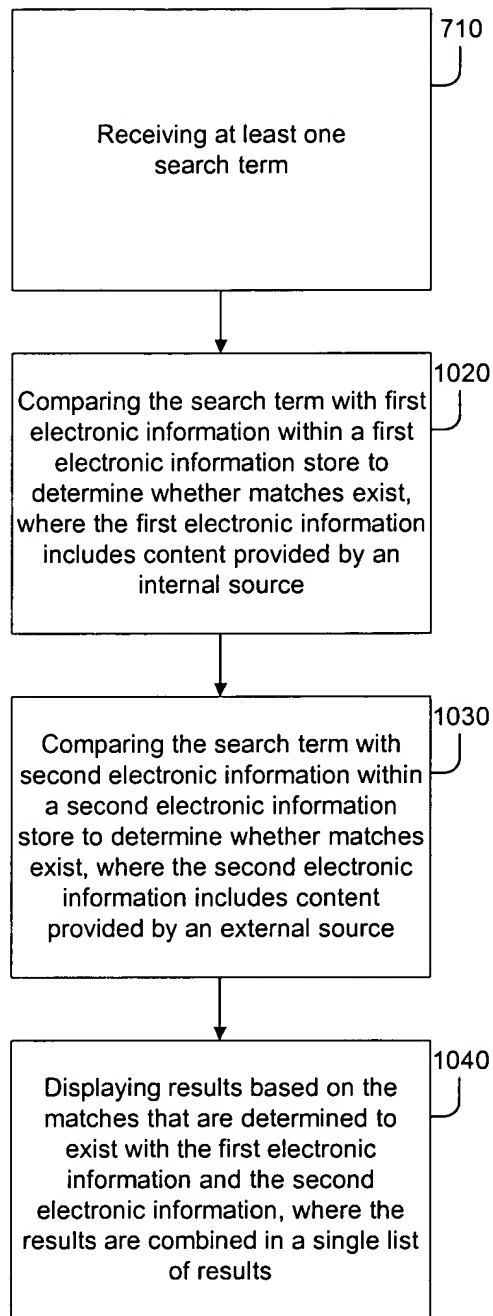 710
Receiving at least one
search term
1020
Comparing the search term with first
electronic information within a first
electronic information store to
determine whether matches exist,
where the first electronic information
includes content provided by an
internal source
1030
Comparing the search term with
second electronic information within
a second electronic information
store to determine whether matches
exist, where the second electronic
information includes content
provided by an external source
1040
Displaying results based on the
matches that are determined to
exist with the first electronic
information and the second
electronic information, where the
results are combined in a single list
of results